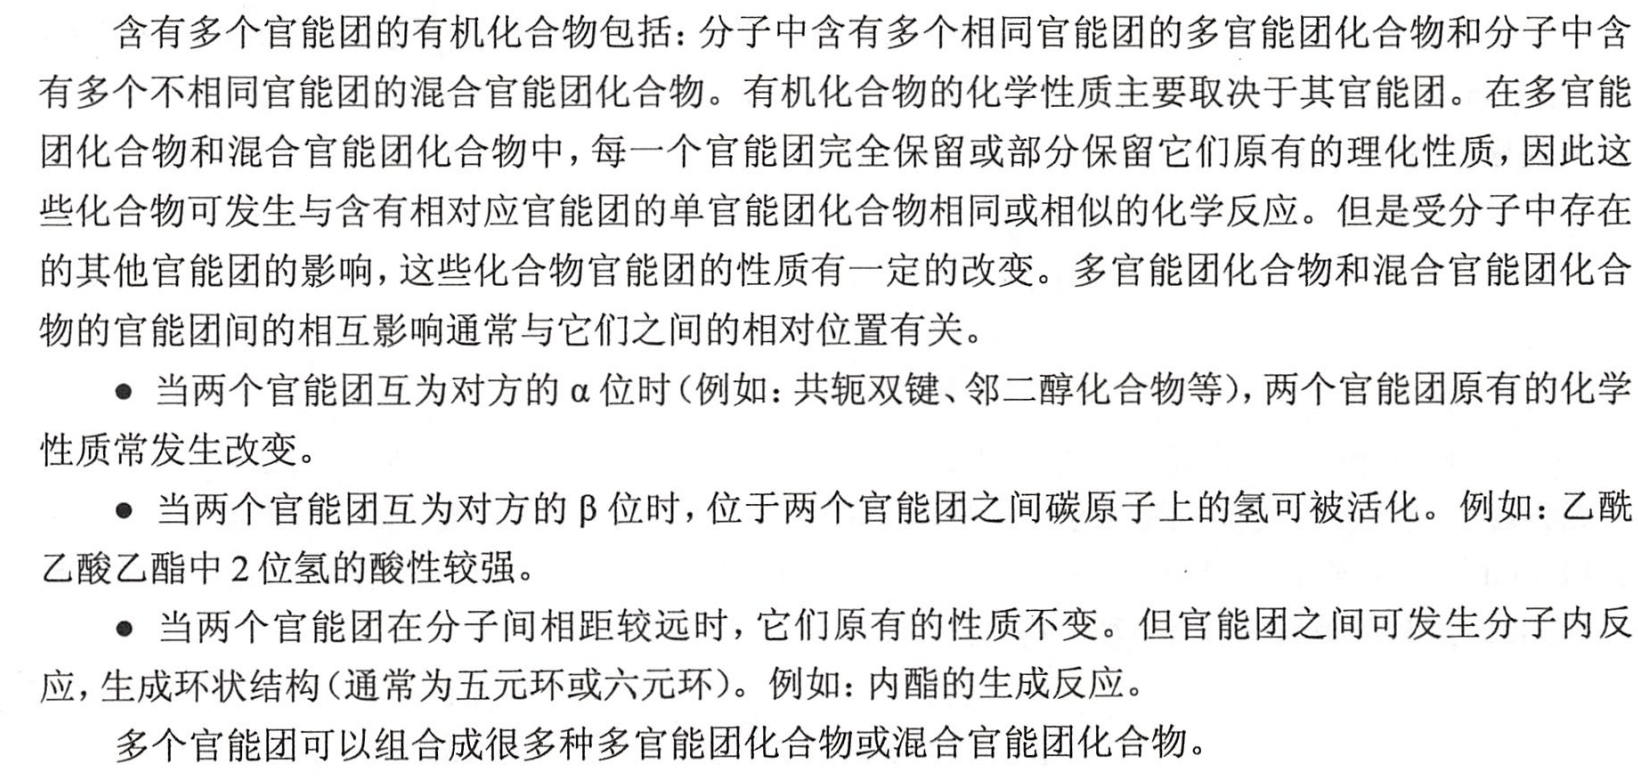 含有多个官能团的有机化合物包括:分子中含有多个相同官能团的多官能团化合物和分子中含
有多个不相同官能团的混合官能团化合物。有机化合物的化学性质主要取决于其官能团。在多官能
团化合物和混合官能团化合物中,每一个官能团完全保留或部分保留它们原有的理化性质,因此这
些化合物可发生与含有相对应官能团的单官能团化合物相同或相似的化学反应。但是受分子中存在
的其他官能团的影响,这些化合物官能团的性质有一定的改变。多官能团化合物和混合官能团化合
物的官能团间的相互影响通常与它们之间的相对位置有关。
● 当两个官能团互为对方的 α 位时(例如:共轭双键、邻二醇化合物等),两个官能团原有的化学
性质常发生改变。
● 当两个官能团互为对方的 β 位时,位于两个官能团之间碳原子上的氢可被活化。例如:乙酰
乙酸乙酯中 2 位氢的酸性较强。
● 当两个官能团在分子间相距较远时,它们原有的性质不变。但官能团之间可发生分子内反
应,生成环状结构(通常为五元环或六元环)。例如:内酯的生成反应。
多个官能团可以组合成很多种多官能团化合物或混合官能团化合物。